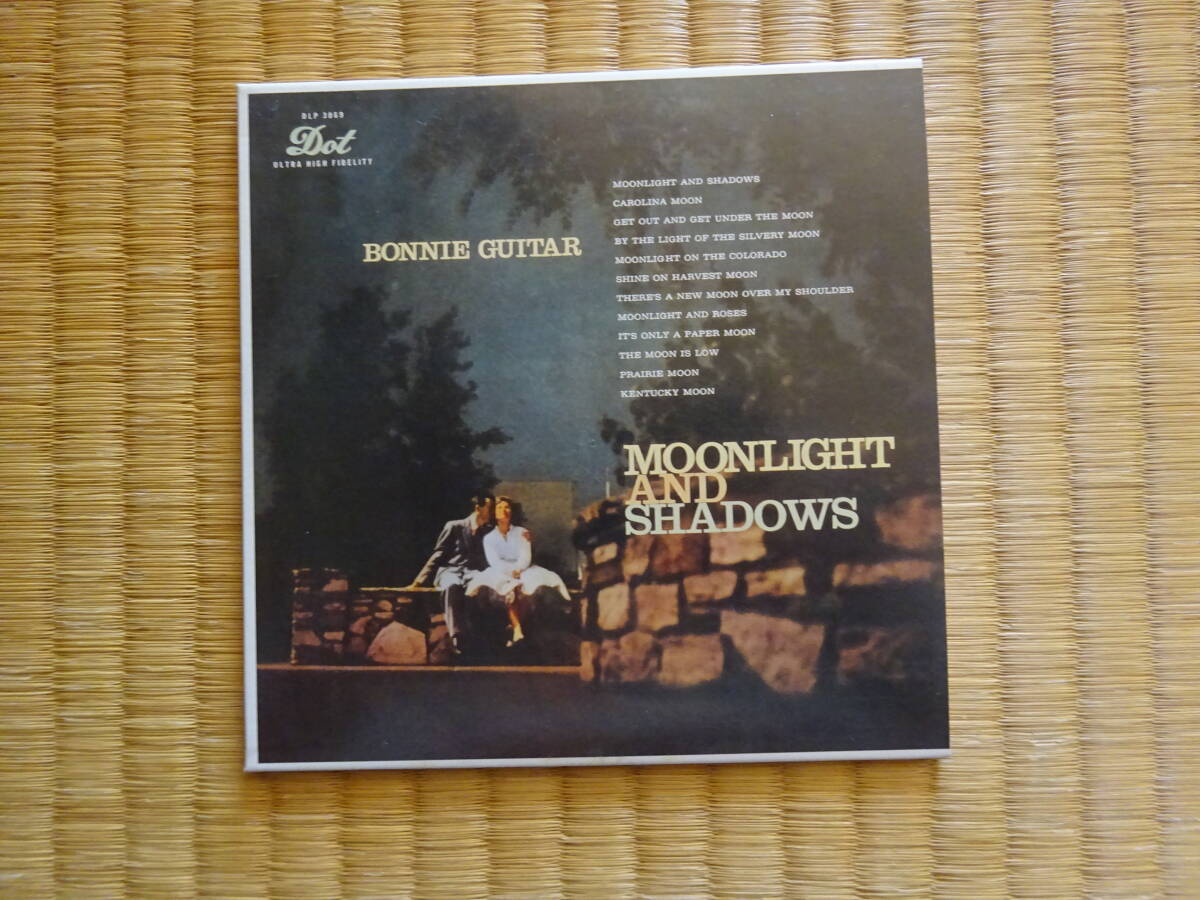 DLP 3069
Dot
ULTRA HIGH FIDELITY
BONNIE GUITAR
MOONLIGHT AND SHADOWS
CAROLINA MOON
GET OUT AND GET UNDER THE MOON
BY THE LIGHT OF THE SILVERY MOON
MOONLIGHT ON THE COLORADO
SHINE ON HARVEST MOON
THERE'S A NEW MOON OVER MY SHOULDER
MOONLIGHT AND ROSES
IT'S ONLY A PAPER MOON
THE MOON IS LOW
PRAIRIE MOON
KENTUCKY MOON
MOONLIGHT
AND
SHADOWS